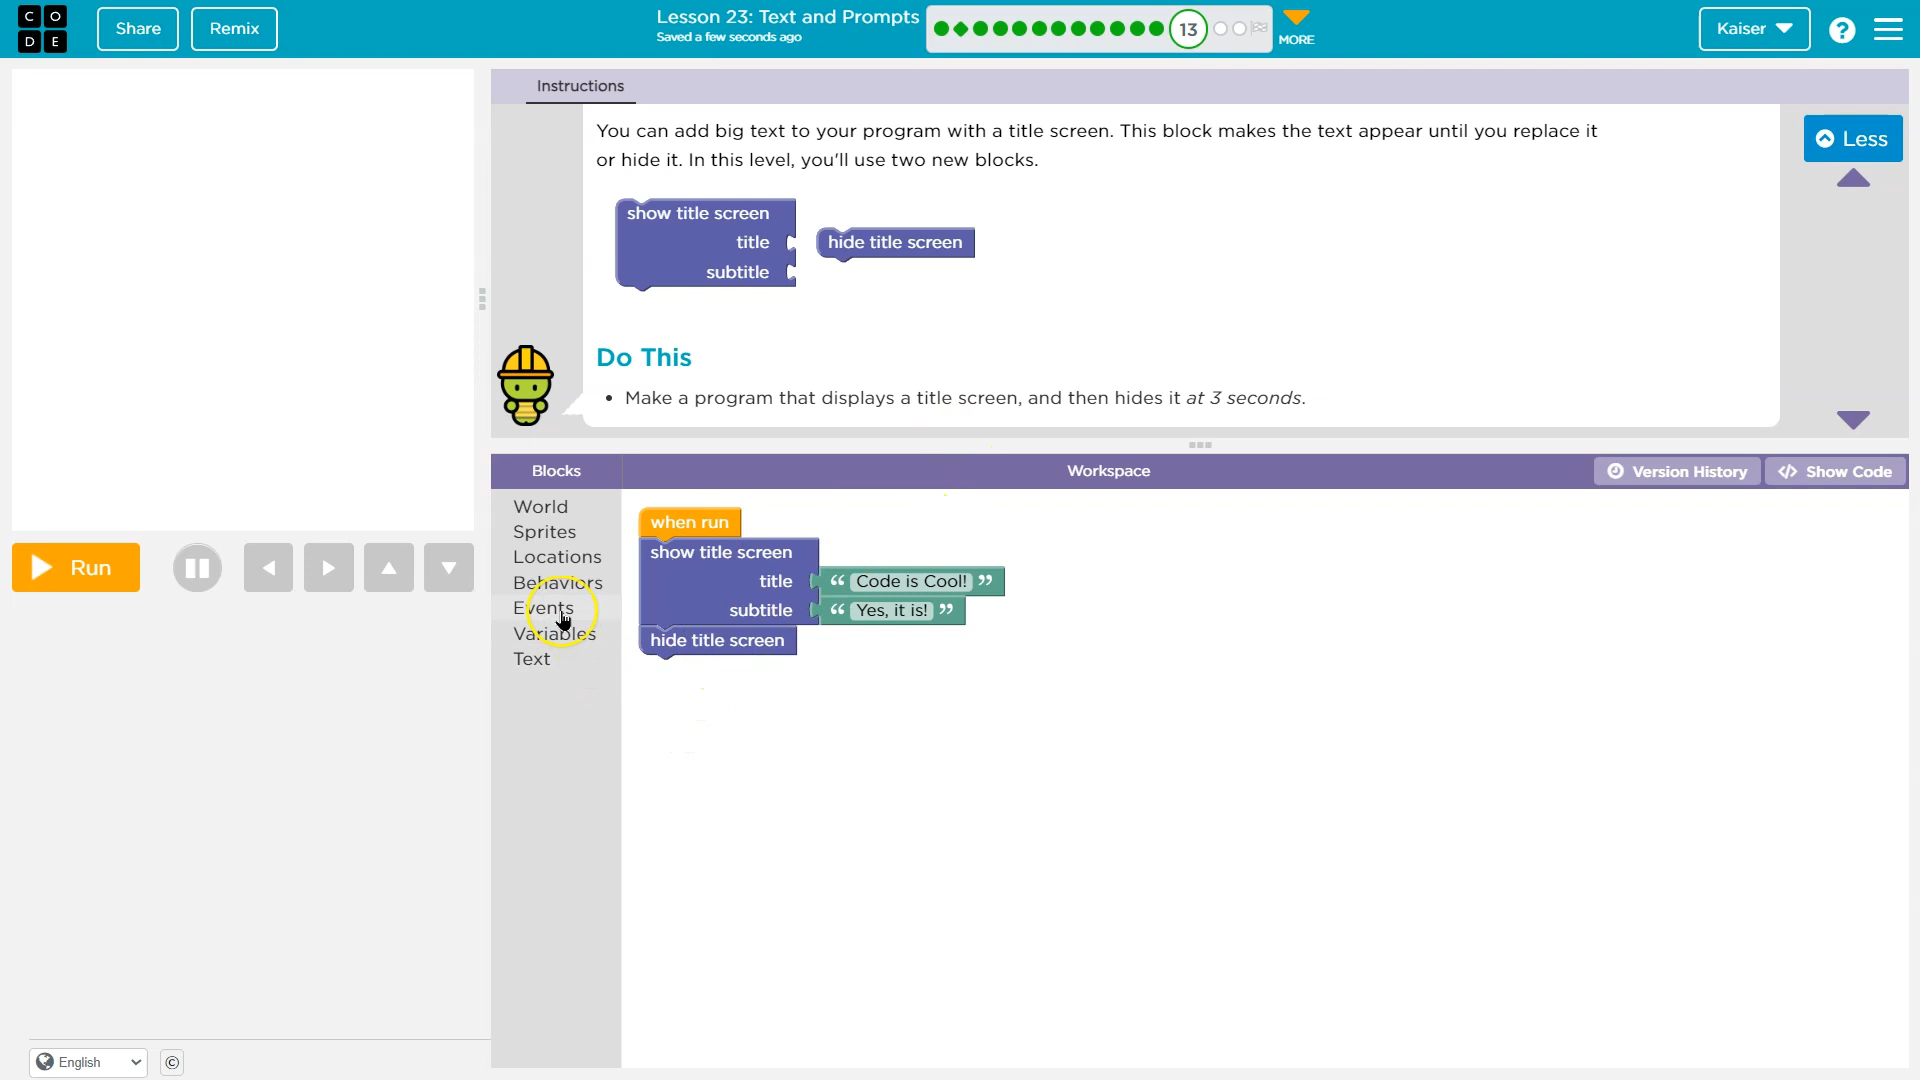 C O
D E
Share
Remix
Lesson 23: Text and Prompts
Saved a few seconds ago
13
MORE
Kaiser
?
Instructions
You can add big text to your program with a title screen. This block makes the text appear until you replace it
or hide it. In this level, you'll use two new blocks.
Less
show title screen
title
subtitle
hide title screen
Do This
• Make a program that displays a title screen, and then hides it at 3 seconds.
Blocks
Workspace
Version History
</> Show Code
World
Sprites
Locations
Behaviors
Events
Variables
Text
when run
show title screen
title “ Code is Cool! ”
subtitle “ Yes, it is! ”
hide title screen
Run
English
©